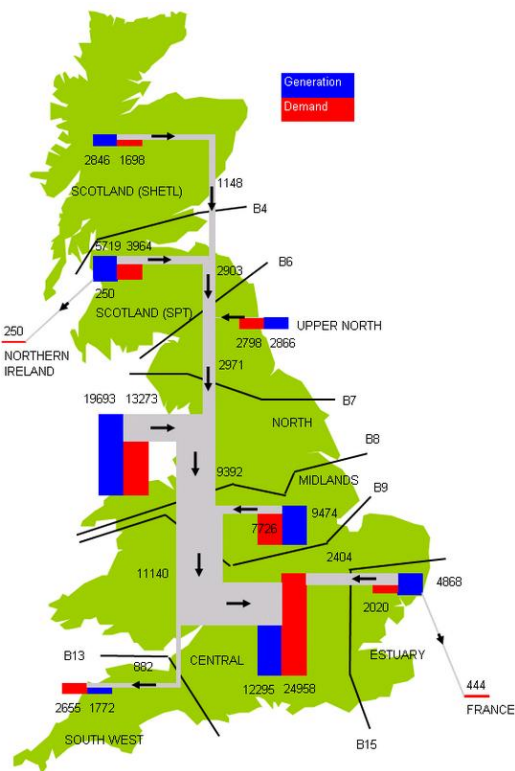 Generation
Demand
2846 1698
SCOTLAND (SHETL)
1148
B4
5719 3964
2903
B6
250
SCOTLAND (SPT)
250
NORTHERN
IRELAND
UPPER NORTH
2798 2866
2971
19693 13273
B7
NORTH
B8
9392
MIDLANDS
B9
7726
9474
2404
11140
4868
2020
B13
882
CENTRAL
ESTUARY
444
FRANCE
2655 1772
12295 24958
SOUTH WEST
B15